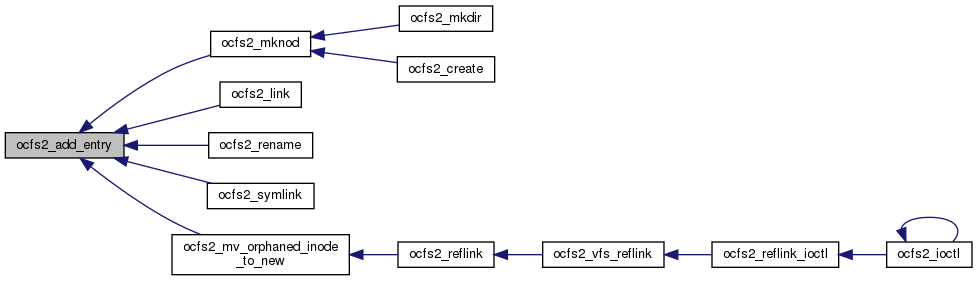 ocfs2_mkdir
ocfs2_mknod
ocfs2_create
ocfs2_link
ocfs2_add_entry
ocfs2_rename
ocfs2_symlink
ocfs2_mv_orphaned_inode
_to_new
ocfs2_reflink
ocfs2_vfs_reflink
ocfs2_reflink_ioctl
ocfs2_ioctl